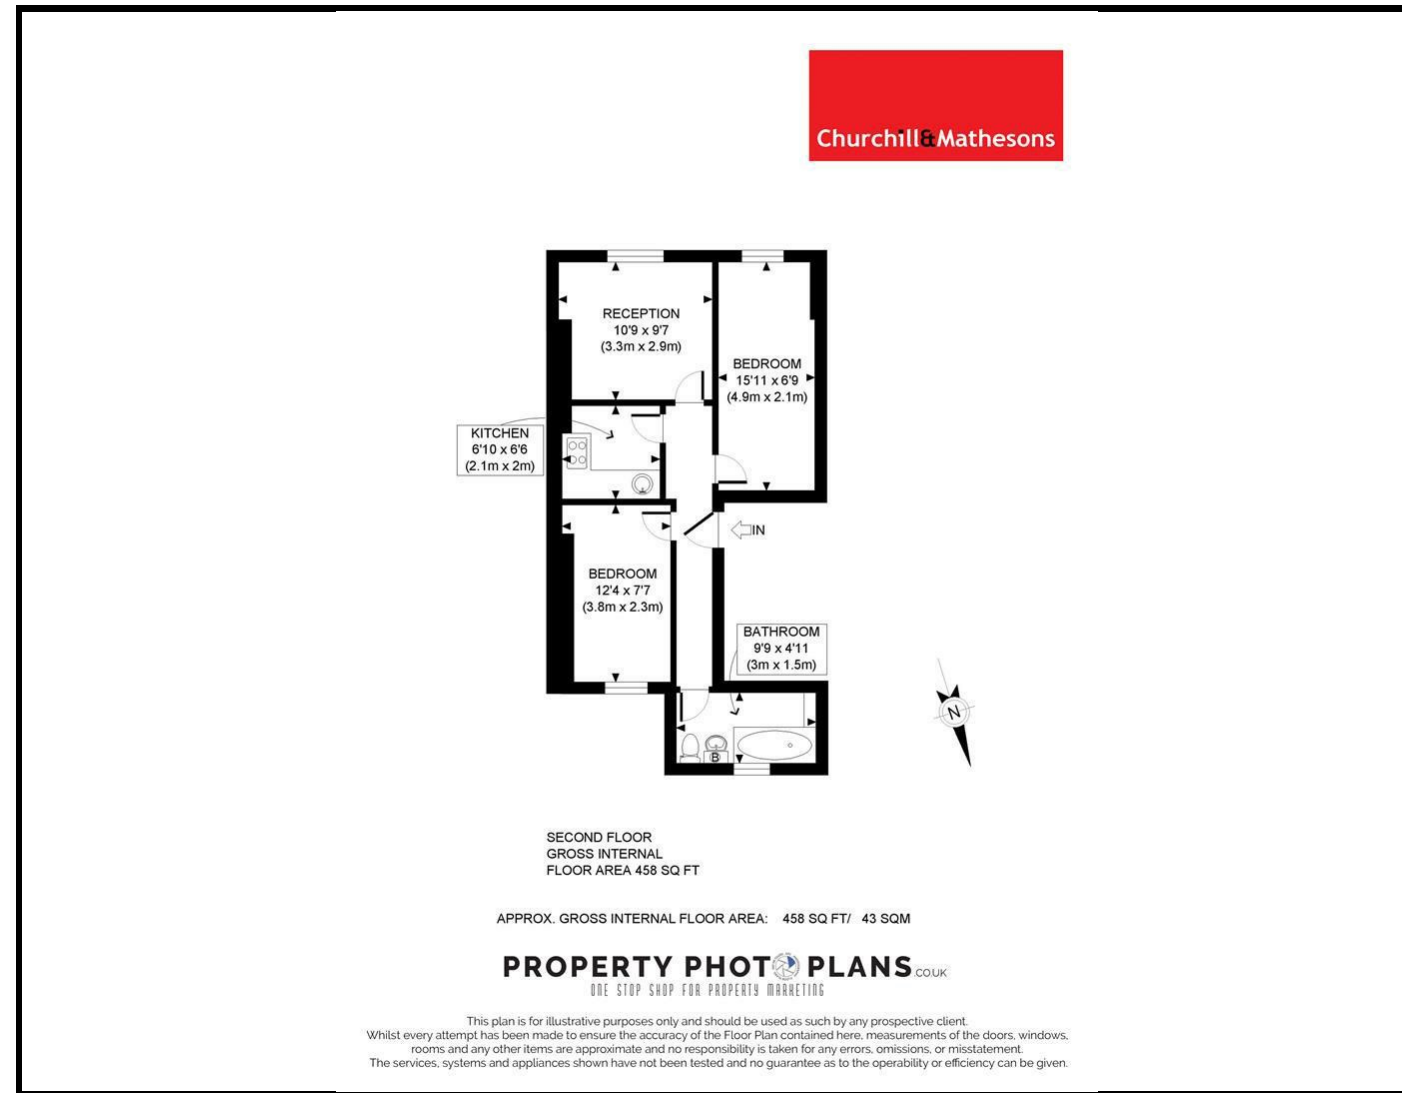 Churchill&Mathesons
RECEPTION
10'9 x 9'7
(3.3m x 2.9m)
BEDROOM
15'11 x 6'9
(4.9m x 2.1m)
KITCHEN
6'10 x 6'6
(2.1m x 2m)
IN
BEDROOM
12'4 x 7'7
(3.8m x 2.3m)
BATHROOM
9'9 x 4'11
(3m x 1.5m)
N
B
SECOND FLOOR
GROSS INTERNAL
FLOOR AREA 458 SQ FT
APPROX. GROSS INTERNAL FLOOR AREA: 458 SQ FT/ 43 SQM
PROPERTY PHOTO PLANS.CO.UK
ONE STOP SHOP FOR PROPERTY MARKETING
This plan is for illustrative purposes only and should be used as such by any prospective client.
Whilst every attempt has been made to ensure the accuracy of the Floor Plan contained here, measurements of the doors, windows,
rooms and any other items are approximate and no responsibility is taken for any errors, omissions, or misstatement.
The services, systems and appliances shown have not been tested and no guarantee as to the operability or efficiency can be given.